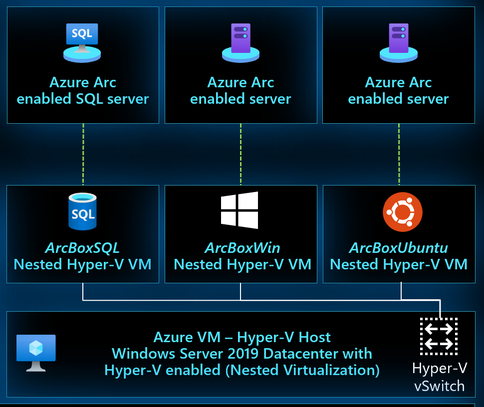 SQL
Azure Arc
enabled SQL server
Azure Arc
enabled server
Azure Arc
enabled server
SQL
ArcBoxSQL
Nested Hyper-V VM
ArcBoxWin
Nested Hyper-V VM
ArcBoxUbuntu
Nested Hyper-V VM
Azure VM – Hyper-V Host
Windows Server 2019 Datacenter with
Hyper-V enabled (Nested Virtualization)
Hyper-V
vSwitch